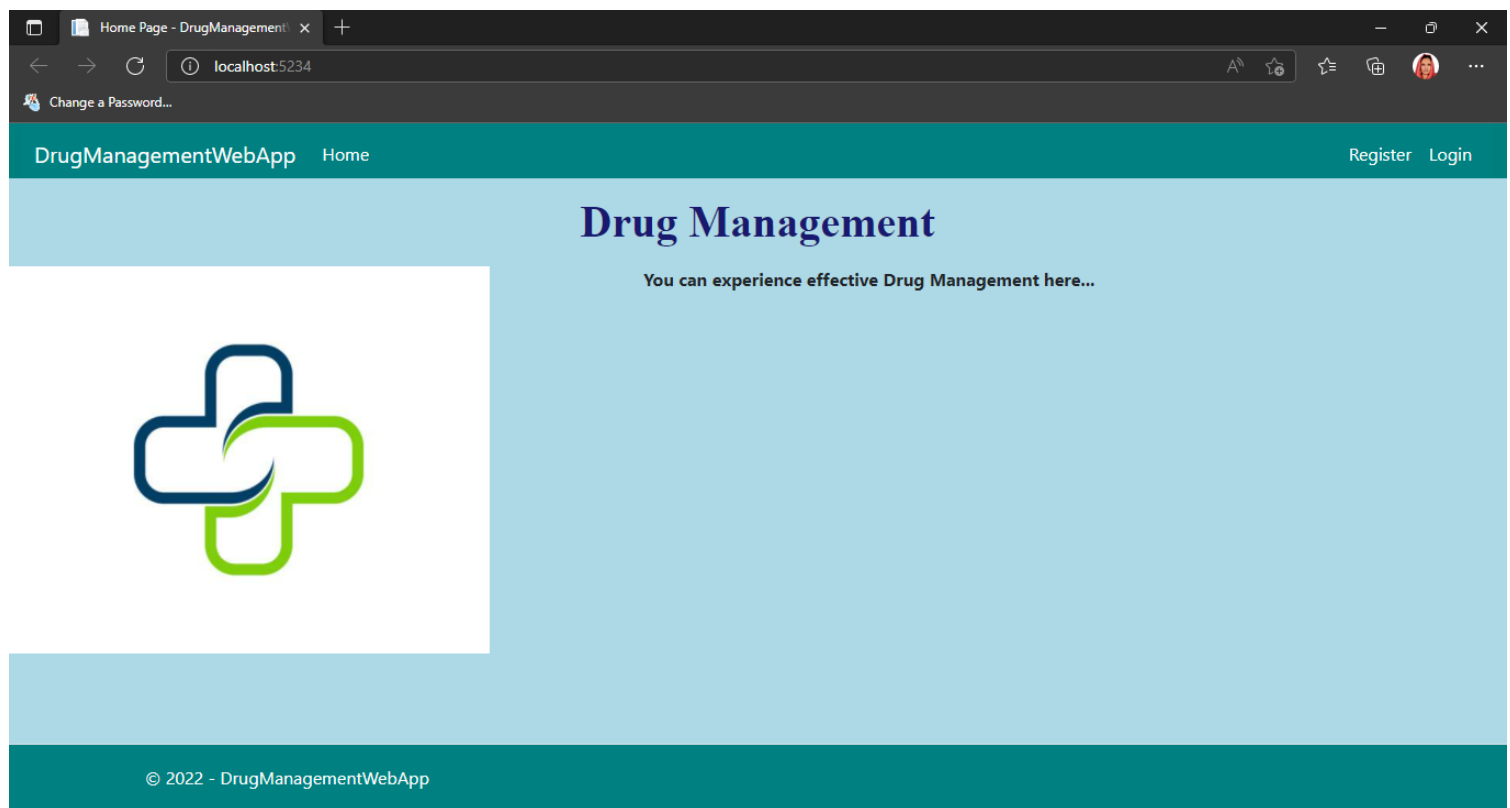 Home Page - DrugManagement
localhost:5234
Change a Password...
DrugManagementWebApp Home Register Login
Drug Management
You can experience effective Drug Management here...
© 2022 - DrugManagementWebApp